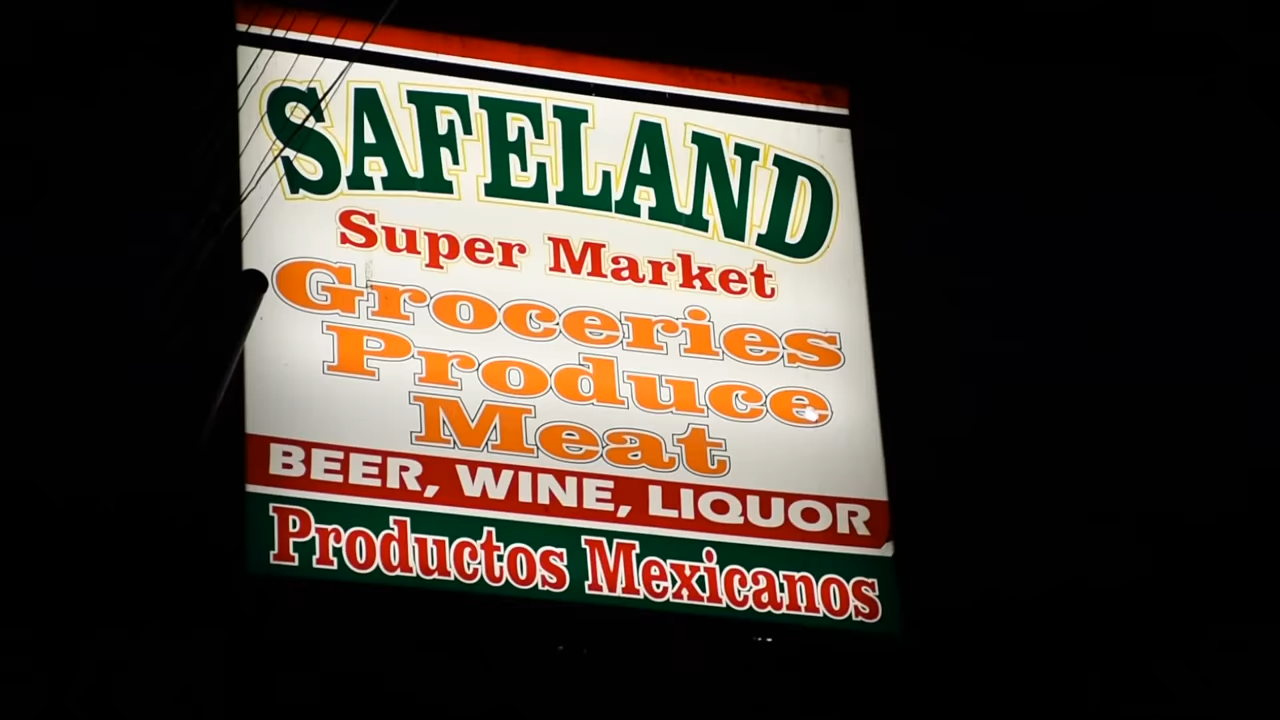 SAFELAND
Super Market
Groceries
Produce
Meat
BEER, WINE, LIQUOR
Productos Mexicanos